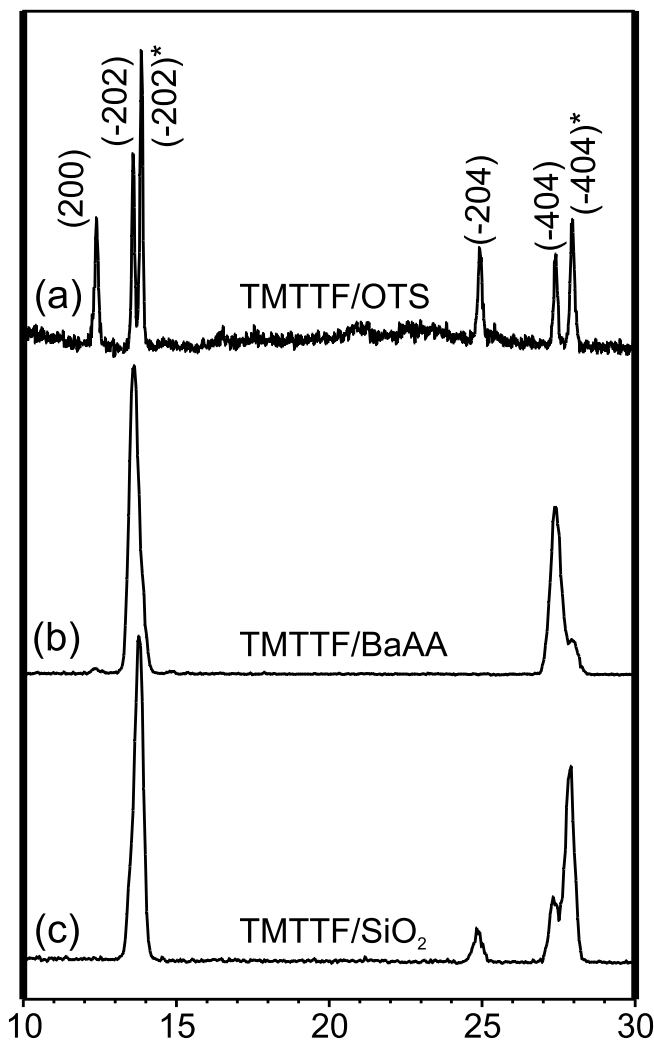 (200)
(-202)
(-202)*
(-204)
(-404)
(-404)*
(a) TMTTF/OTS
(b) TMTTF/BaAA
(c) TMTTF/SiO₂
10 15 20 25 30